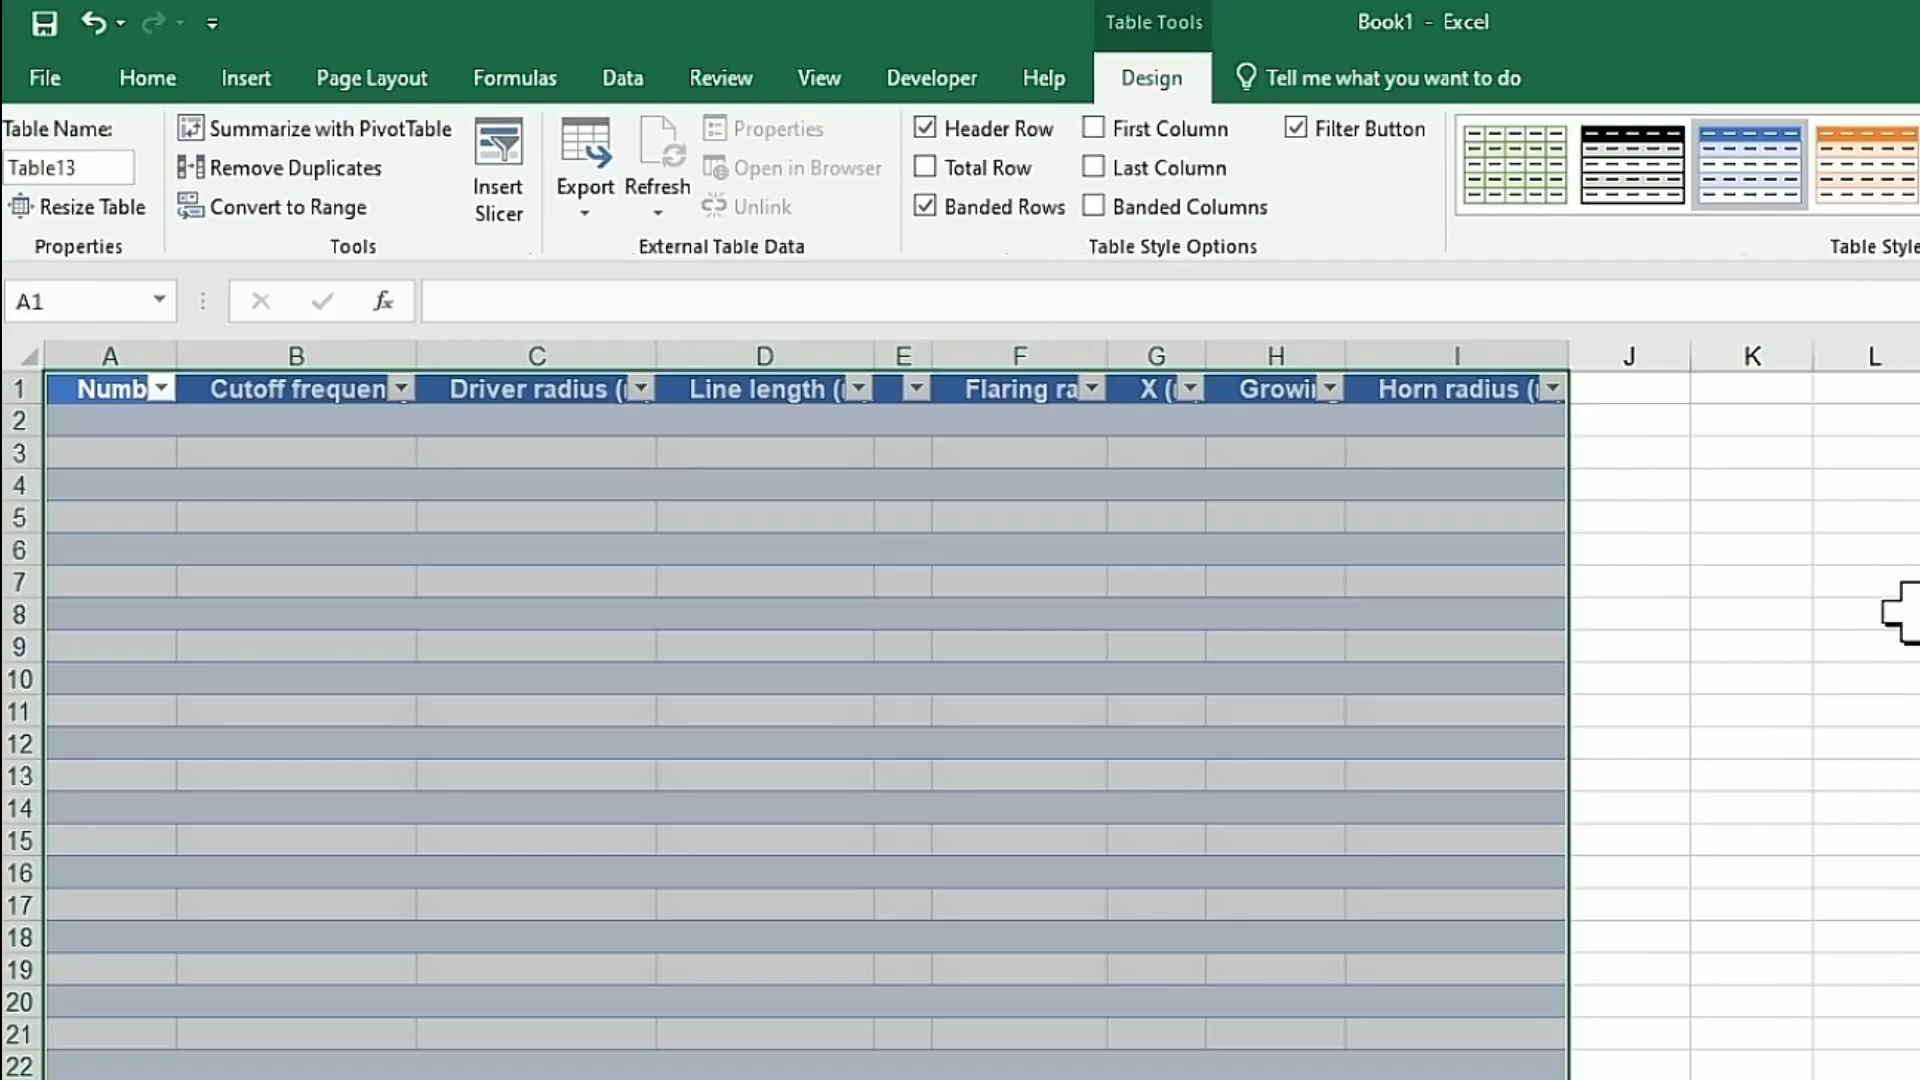 Table Tools
Book1 - Excel
File Home Insert Page Layout Formulas Data Review View Developer Help Design Tell me what you want to do
Table Name:
Table13
Resize Table
Properties
Summarize with PivotTable
Remove Duplicates
Convert to Range
Tools
Insert
Slicer
Export
Refresh
Properties
Open in Browser
Unlink
External Table Data
Header Row
Total Row
Banded Rows
First Column
Last Column
Banded Columns
Filter Button
Table Style Options
Table Style
A1
fx
A B C D E F G H I J K L
1 Numb Cutoff frequen Driver radius ( Line length ( Flaring ra X ( Growi Horn radius (
2
3
4
5
6
7
8
9
10
11
12
13
14
15
16
17
18
19
20
21
22